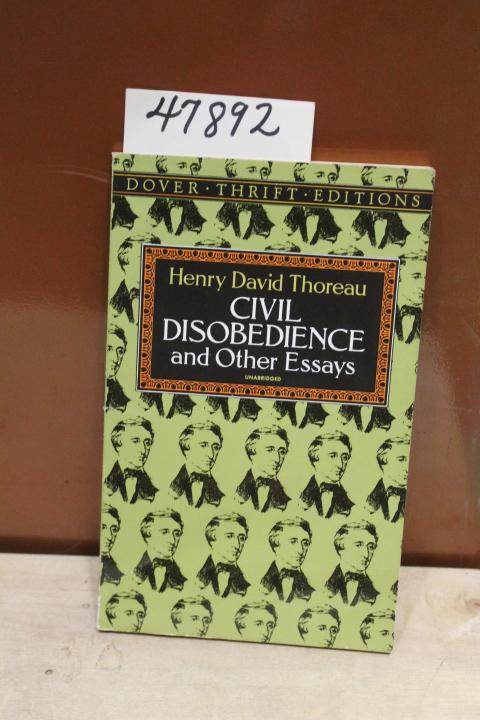 47892
DOVER · THRIFT · EDITIONS
Henry David Thoreau
CIVIL
DISOBEDIENCE
and Other Essays
UNABRIDGED